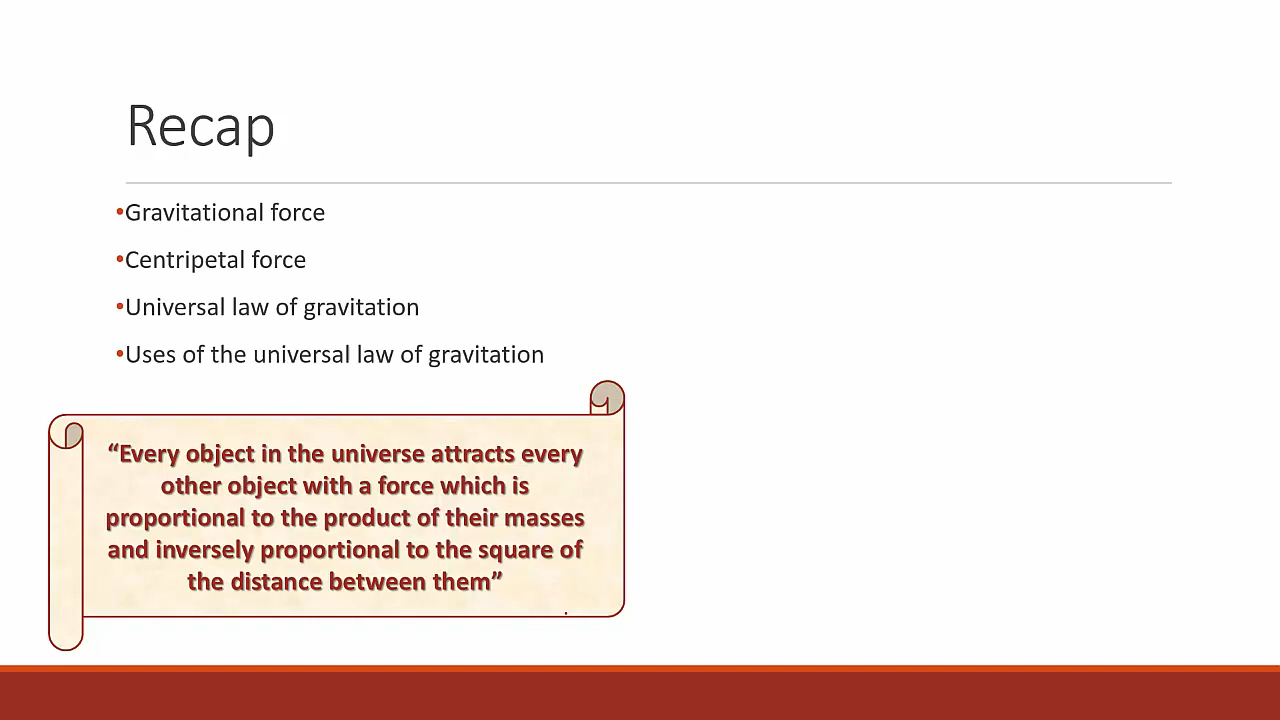 Recap
•Gravitational force
•Centripetal force
•Universal law of gravitation
•Uses of the universal law of gravitation
“Every object in the universe attracts every
other object with a force which is
proportional to the product of their masses
and inversely proportional to the square of
the distance between them”
.